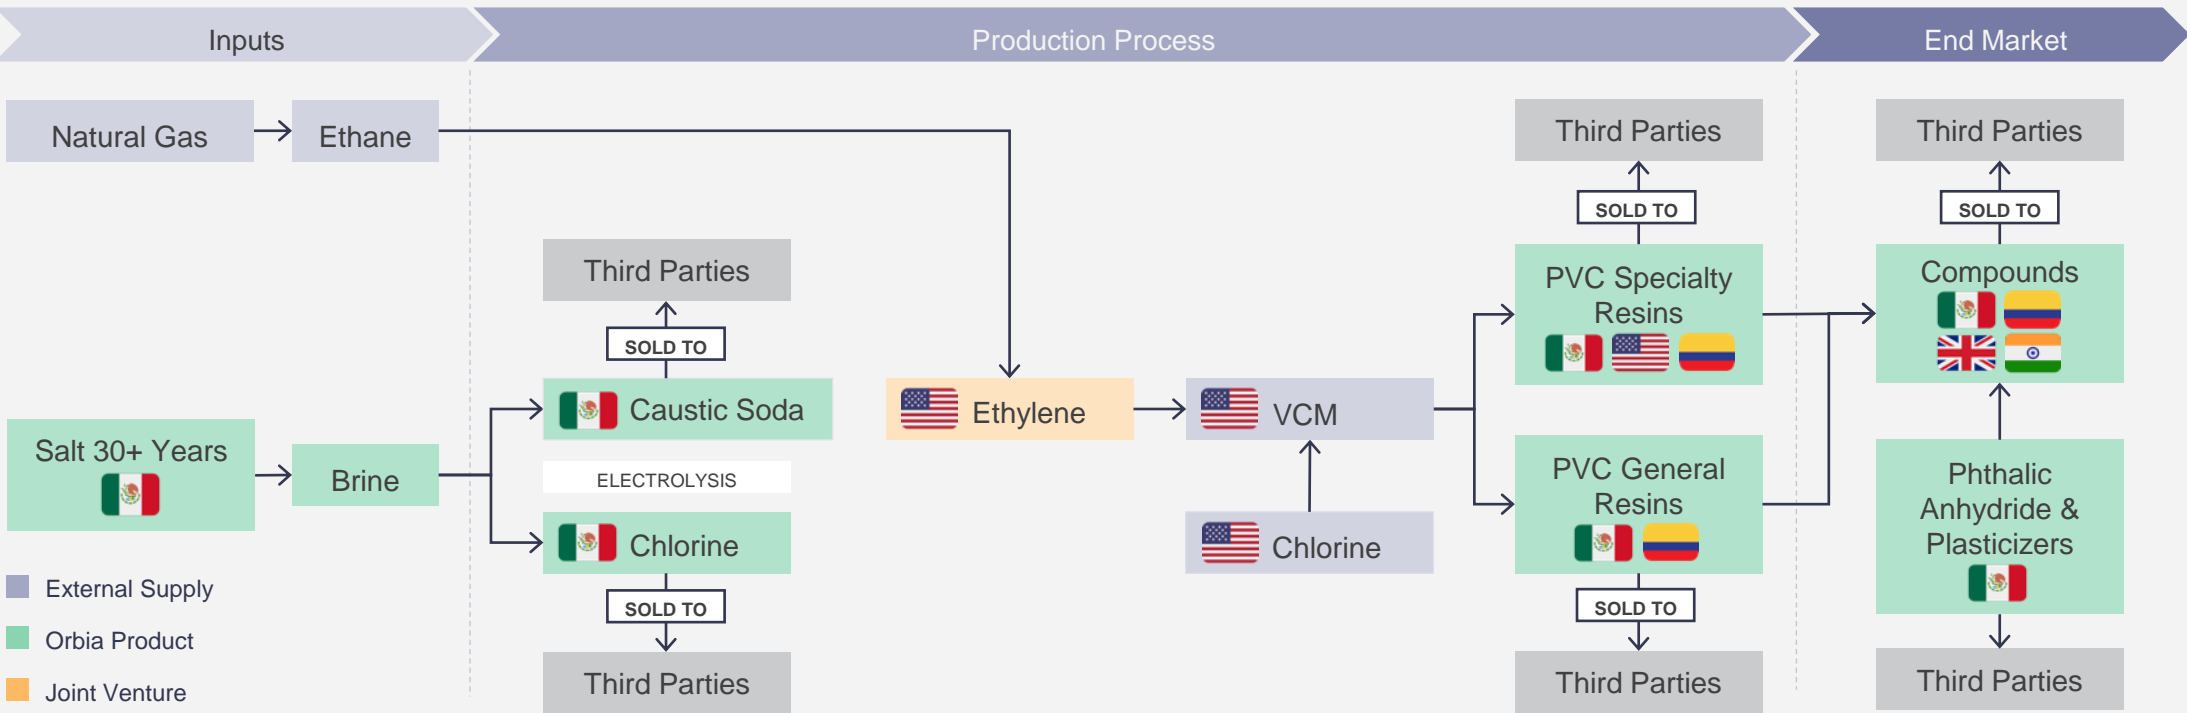 Inputs
Production Process
End Market
Natural Gas
Ethane
Third Parties
Third Parties
SOLD TO
SOLD TO
Third Parties
PVC Specialty
Resins
Compounds
SOLD TO
Caustic Soda
Ethylene
VCM
Salt 30+ Years
Brine
ELECTROLYSIS
PVC General
Resins
Phthalic
Anhydride &
Plasticizers
Chlorine
Chlorine
External Supply
SOLD TO
SOLD TO
Orbia Product
Third Parties
Third Parties
Third Parties
Joint Venture